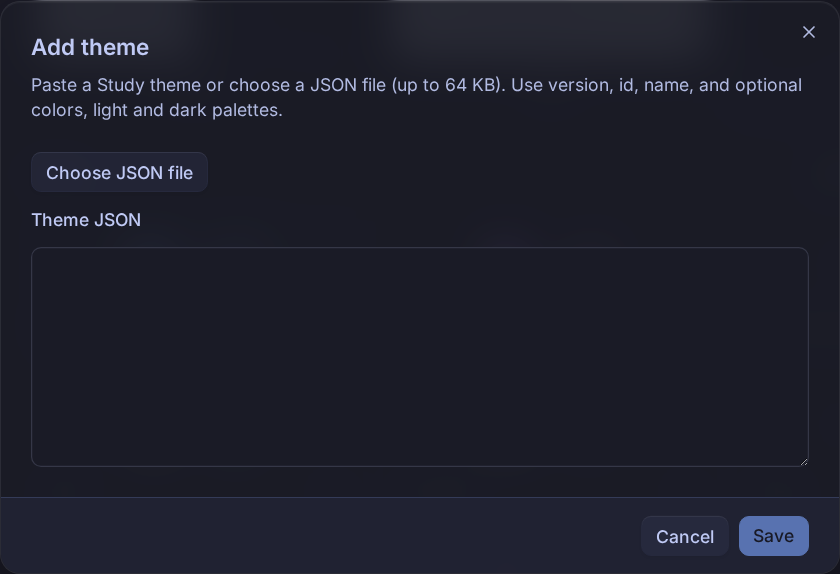 Add theme
Paste a Study theme or choose a JSON file (up to 64 KB). Use version, id, name, and optional
colors, light and dark palettes.
Choose JSON file
Theme JSON
Cancel
Save